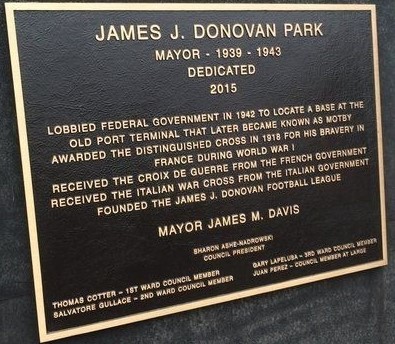 JAMES J. DONOVAN PARK
MAYOR - 1939 - 1943
DEDICATED
2015
LOBBIED FEDERAL GOVERNMENT IN 1942 TO LOCATE A BASE AT THE
OLD PORT TERMINAL THAT LATER BECAME KNOWN AS MOTBY
AWARDED THE DISTINGUISHED CROSS IN 1918 FOR HIS BRAVERY IN
FRANCE DURING WORLD WAR I
RECEIVED THE CROIX DE GUERRE FROM THE FRENCH GOVERNMENT
RECEIVED THE ITALIAN WAR CROSS FROM THE ITALIAN GOVERNMENT
FOUNDED THE JAMES J. DONOVAN FOOTBALL LEAGUE
MAYOR JAMES M. DAVIS
SHARON ASHE-NADROWSKI
COUNCIL PRESIDENT
THOMAS COTTER - 1ST WARD COUNCIL MEMBER
SALVATORE GULLACE - 2ND WARD COUNCIL MEMBER
GARY LAPELUSA - 3RD WARD COUNCIL MEMBER
JUAN PEREZ - COUNCIL MEMBER AT LARGE